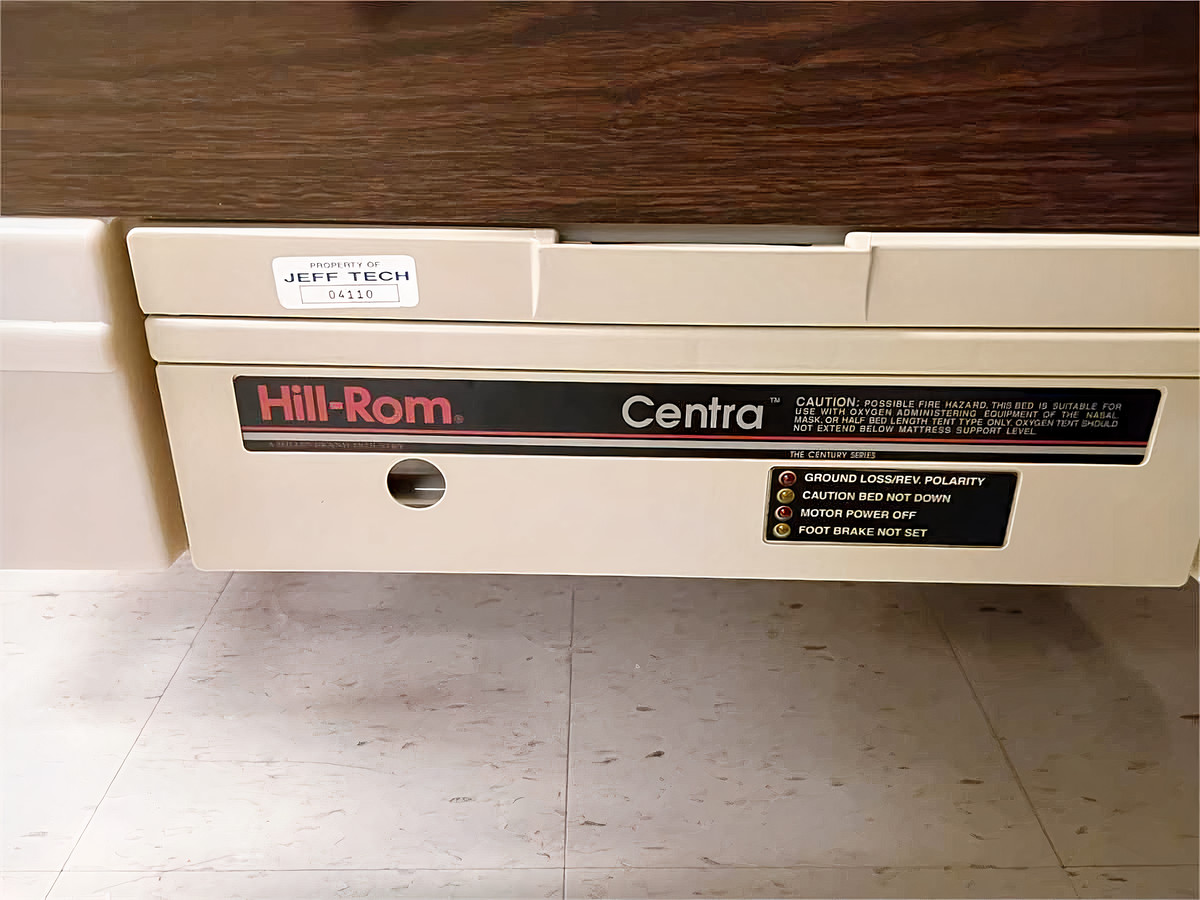 PROPERTY OF
JEFF TECH
04110
Hill-Rom®
Centra™
CAUTION: POSSIBLE FIRE HAZARD. THIS BED IS SUITABLE FOR
USE WITH OXYGEN ADMINISTERING EQUIPMENT OF THE NASAL,
MASK, OR HALF BED LENGTH TENT TYPE ONLY. OXYGEN TENT SHOULD
NOT EXTEND BELOW MATTRESS SUPPORT LEVEL.
THE CENTURY SERIES
GROUND LOSS/REV. POLARITY
CAUTION BED NOT DOWN
MOTOR POWER OFF
FOOT BRAKE NOT SET